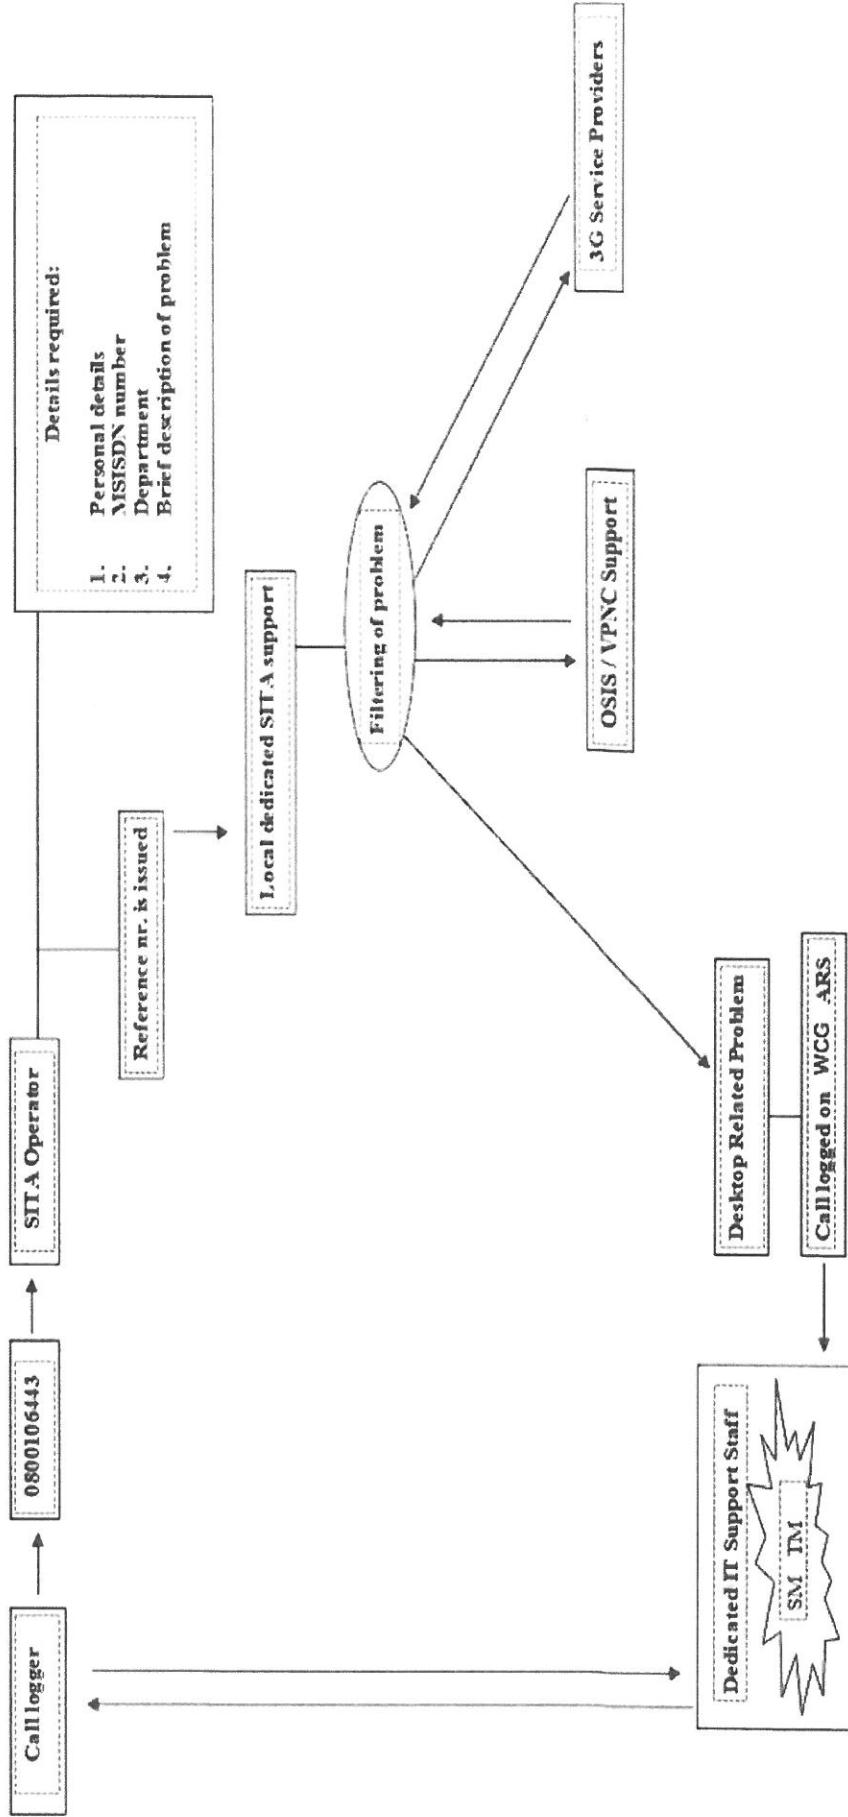 Call logger
0800106443
SITA Operator
Details required:
1. Personal details
2. MSISDN number
3. Department
4. Brief description of problem
Reference nr. is issued
Local dedicated SITA support
Filtering of problem
3G Service Providers
OSIS / VPNC Support
Desktop Related Problem
Call logged on WCG ARS
Dedicated IT Support Staff
SM TM